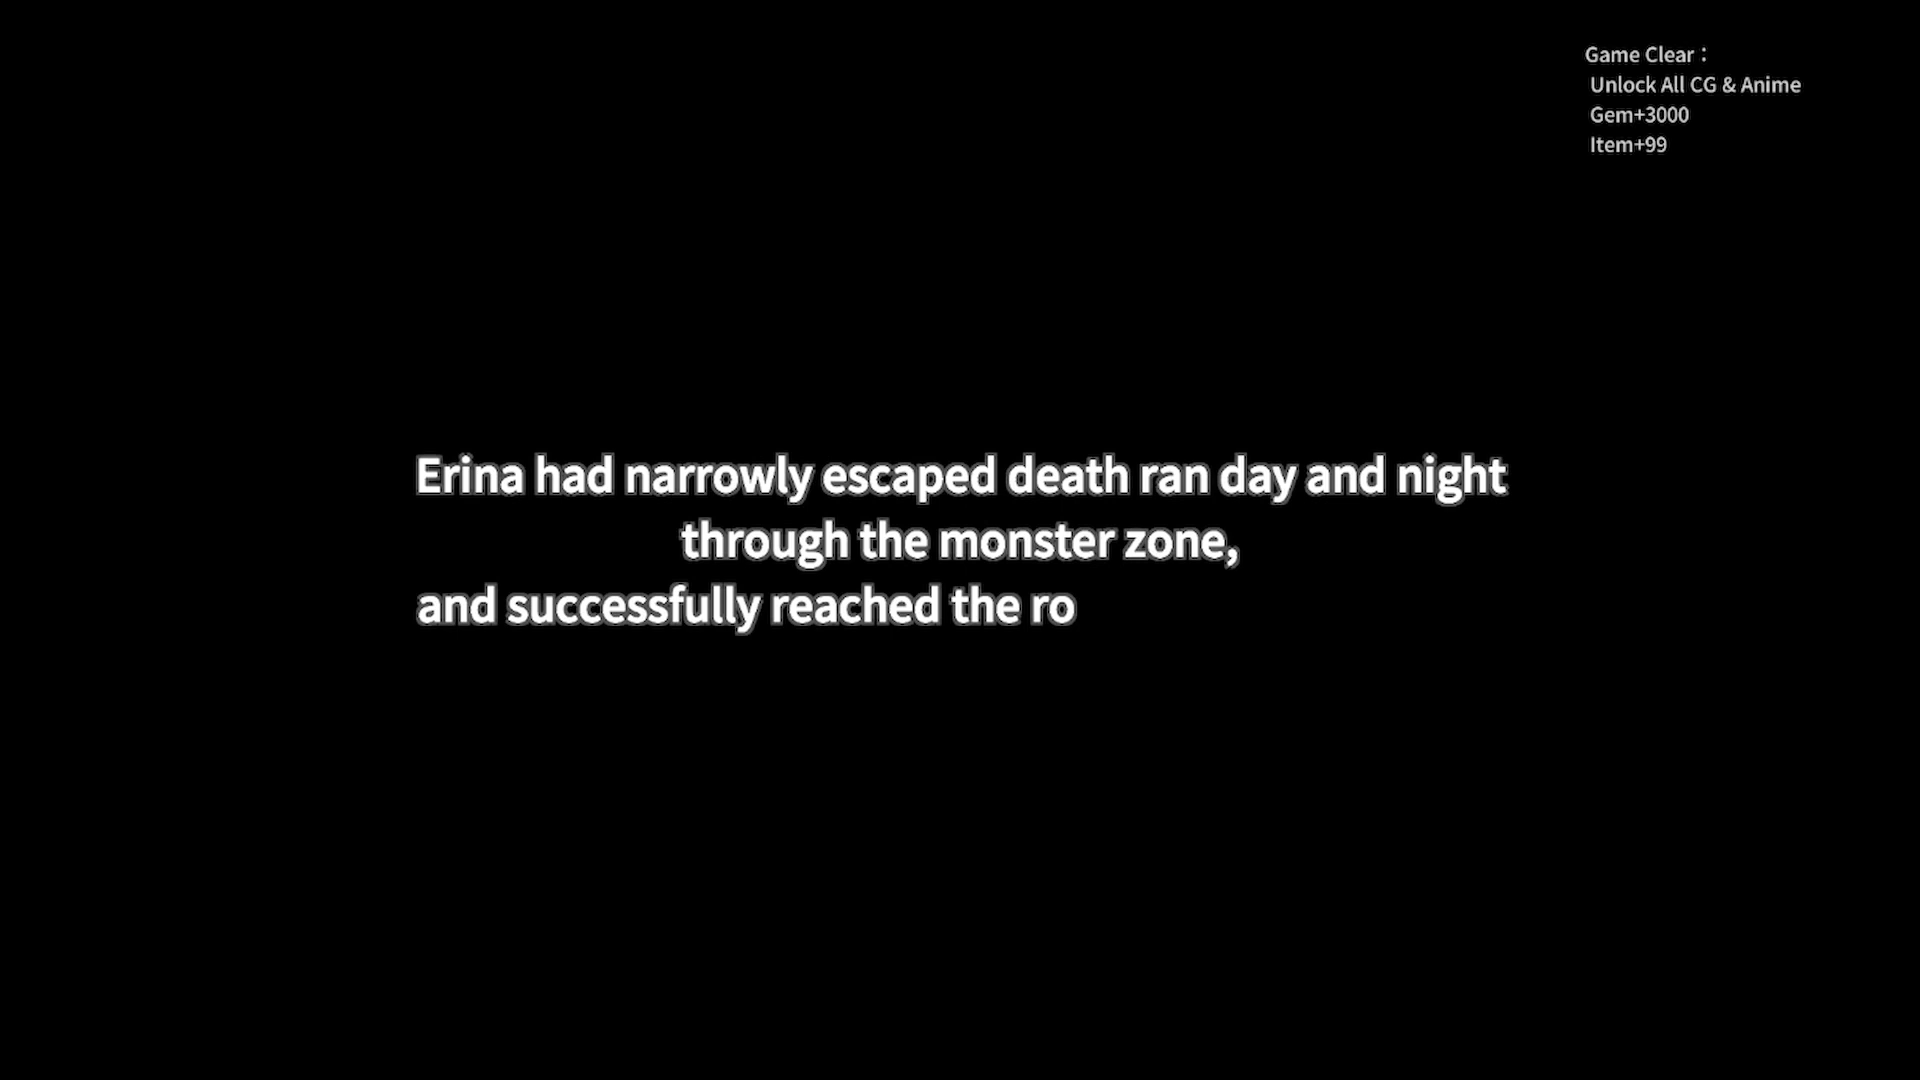 Game Clear：
Unlock All CG & Anime
Gem+3000
Item+99
Erina had narrowly escaped death ran day and night
through the monster zone,
and successfully reached the ro